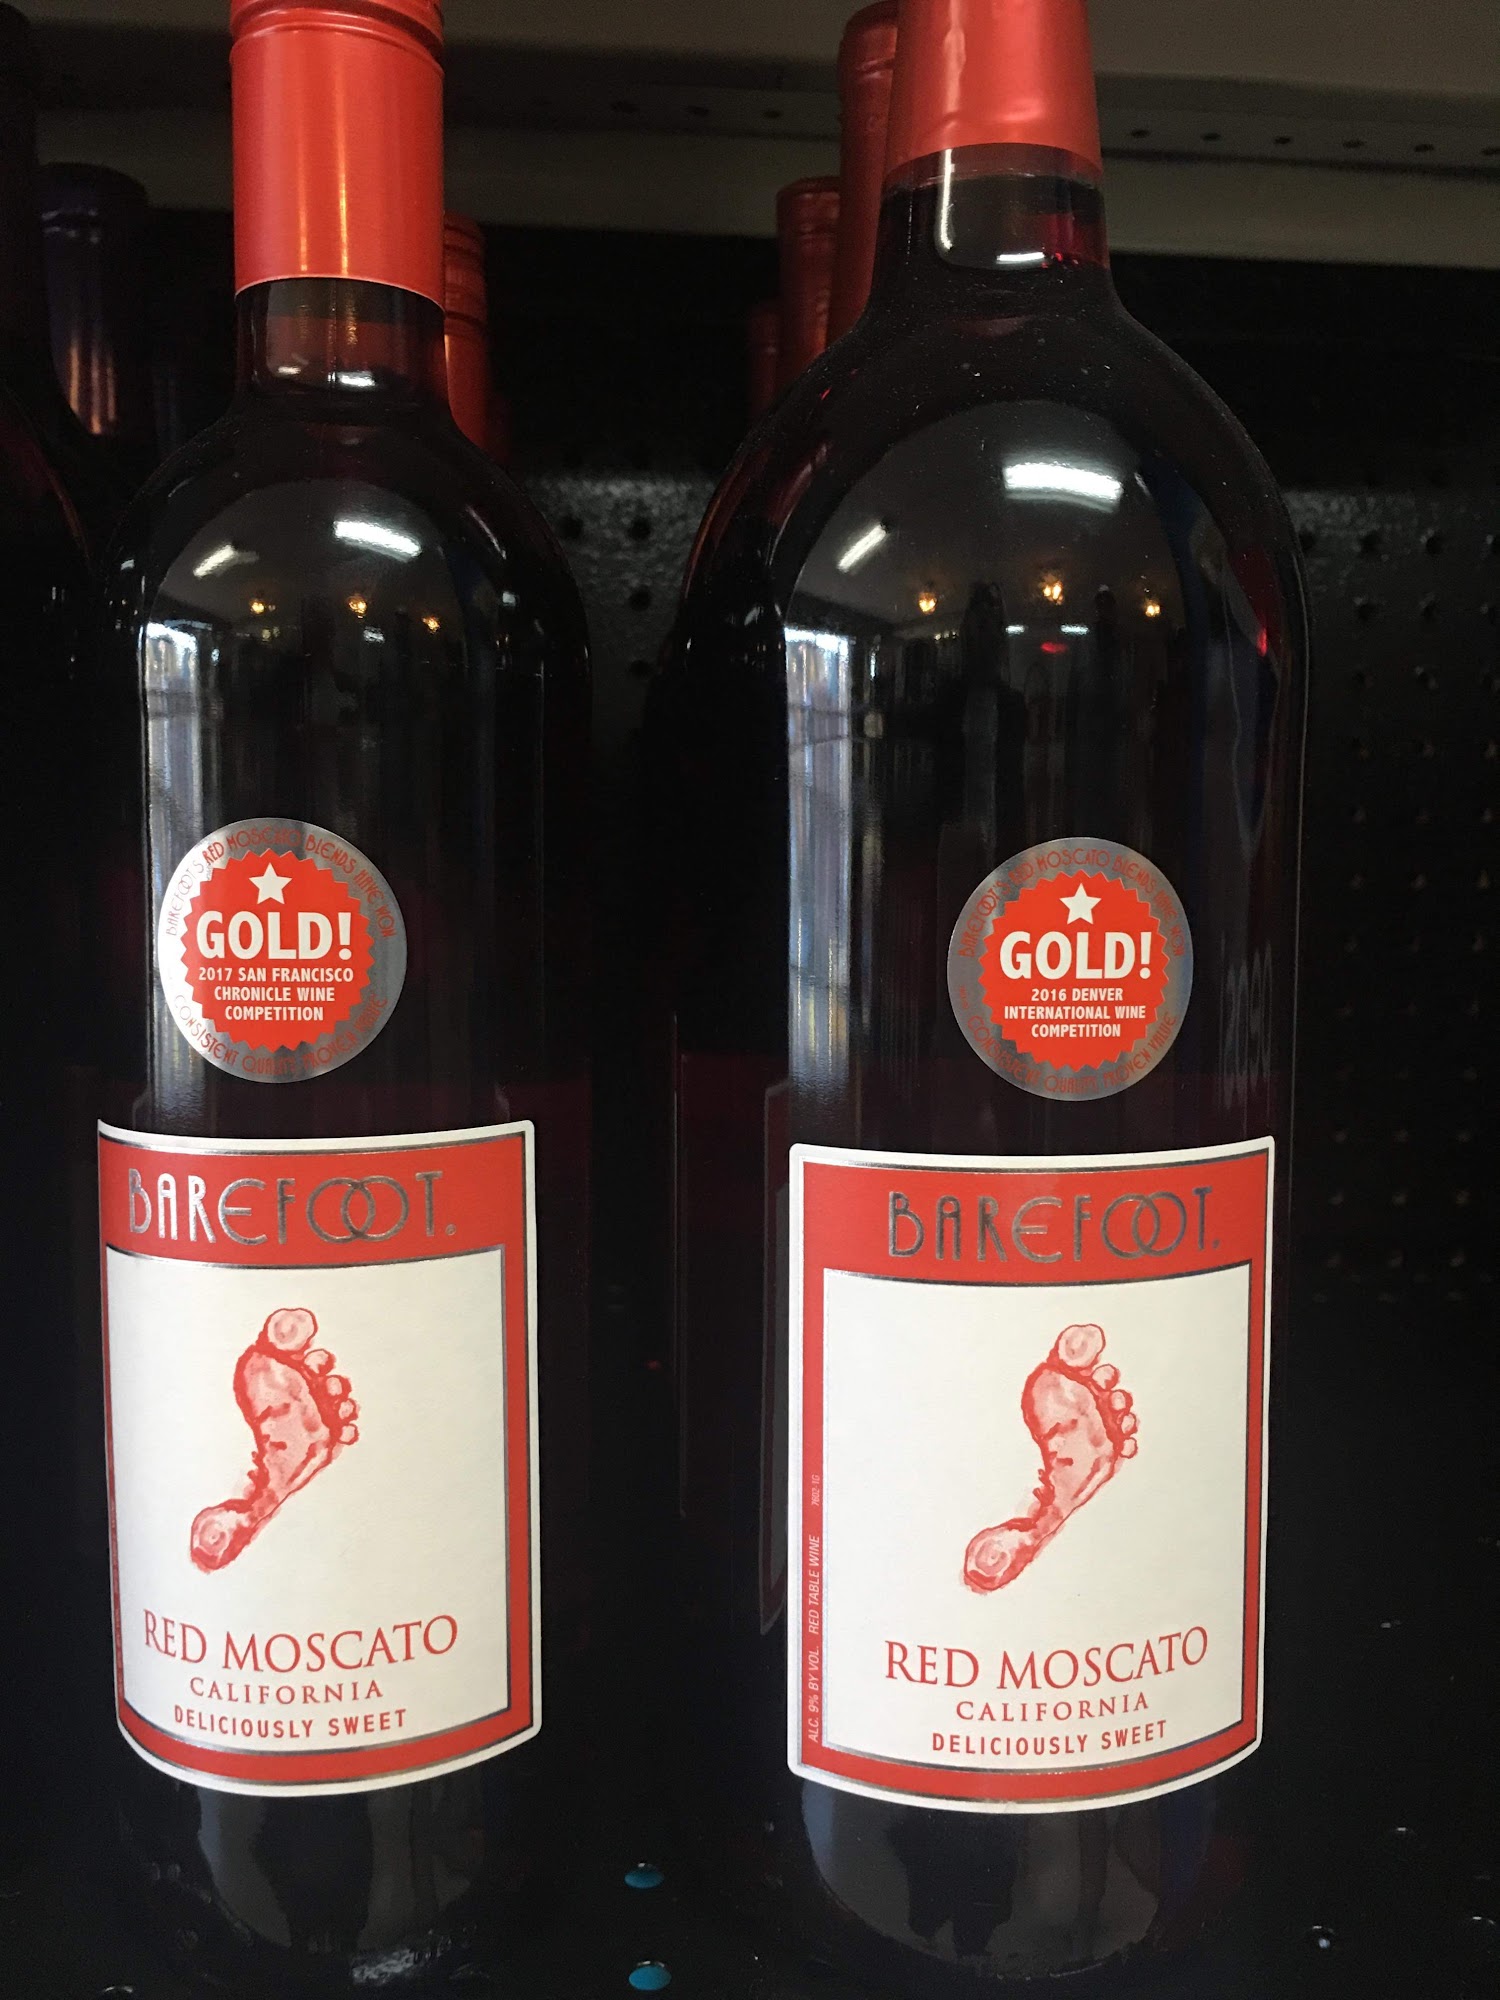 BAREFOOT'S RED MOSCATO BLENDS HAVE WON
GOLD!
2017 SAN FRANCISCO
CHRONICLE WINE
COMPETITION
CONSISTENT QUALITY. PROVEN VALUE
BAREFOOT®
RED MOSCATO
CALIFORNIA
DELICIOUSLY SWEET
BAREFOOT'S RED MOSCATO BLENDS HAVE WON
GOLD!
2016 DENVER
INTERNATIONAL WINE
COMPETITION
CONSISTENT QUALITY. PROVEN VALUE
BAREFOOT®
ALC. 9% BY VOL. RED TABLE WINE
RED MOSCATO
CALIFORNIA
DELICIOUSLY SWEET